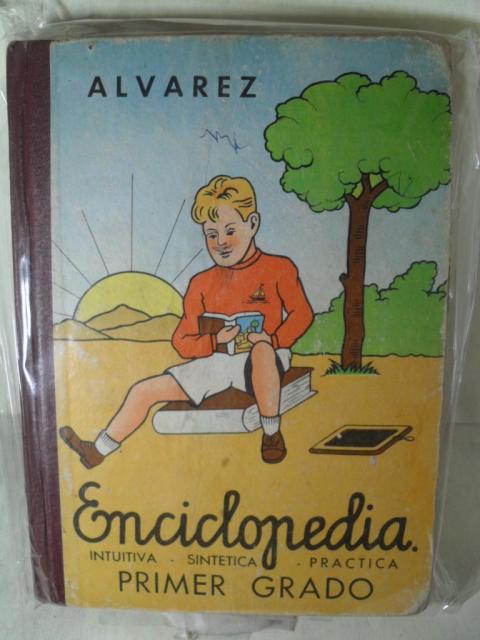 ALVAREZ
Enciclopedia.
INTUITIVA - SINTETICA - PRACTICA
PRIMER GRADO